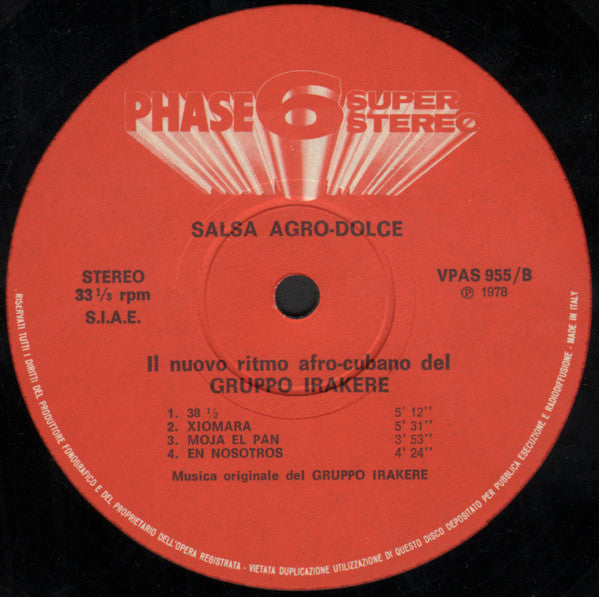 PHASE 6 SUPER STEREO
SALSA AGRO-DOLCE
STEREO
33 1/3 rpm
S.I.A.E.
VPAS 955/B
℗ 1978
Il nuovo ritmo afro-cubano del
GRUPPO IRAKERE
1. 38 ½ 5' 12''
2. XIOMARA 5' 31''
3. MOJA EL PAN 3' 53''
4. EN NOSOTROS 4' 24''
Musica originale del GRUPPO IRAKERE
RISERVATI TUTTI I DIRITTI DEL PRODUTTORE FONOGRAFICO E DEL PROPRIETARIO DELL'OPERA REGISTRATA - VIETATA DUPLICAZIONE UTILIZZAZIONE DI QUESTO DISCO DEPOSITATO PER PUBBLICA ESECUZIONE E RADIODIFFUSIONE - MADE IN ITALY